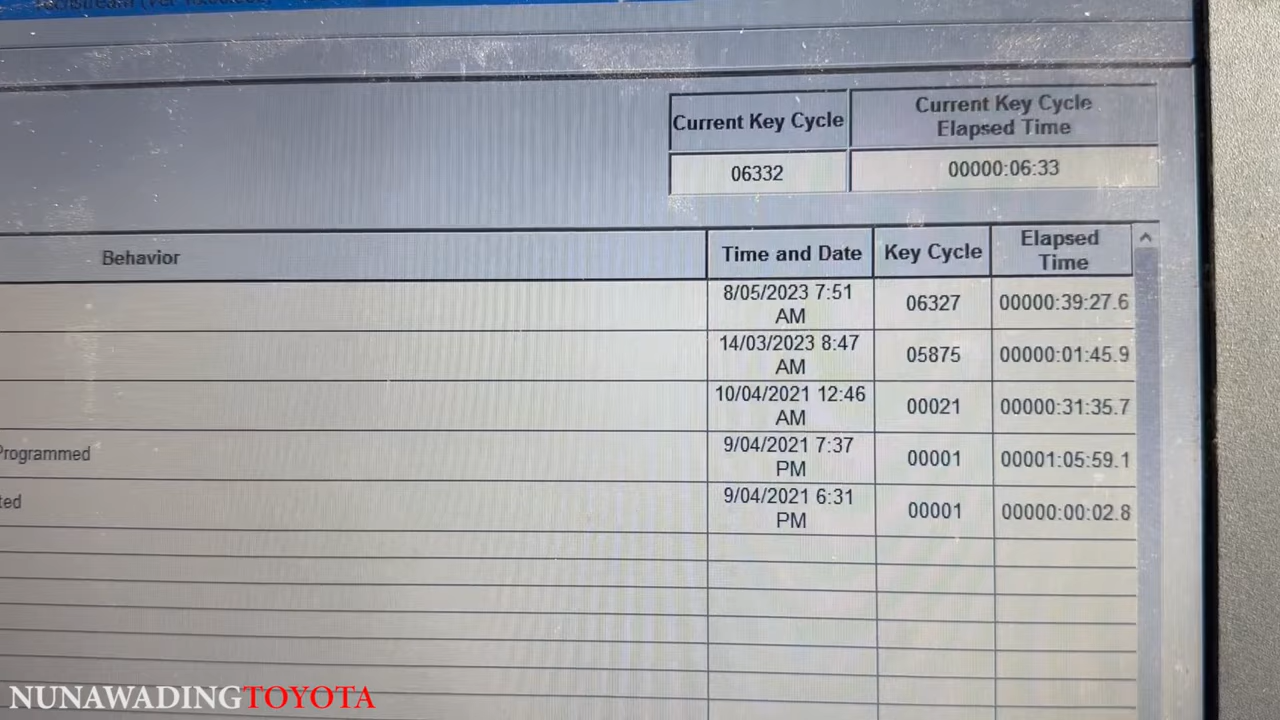 Current Key Cycle
Current Key Cycle
Elapsed Time
06332
00000:06:33
Behavior
Time and Date
Key Cycle
Elapsed
Time
8/05/2023 7:51
AM
06327
00000:39:27.6
14/03/2023 8:47
AM
05875
00000:01:45.9
10/04/2021 12:46
AM
00021
00000:31:35.7
Programmed
9/04/2021 7:37
PM
00001
00001:05:59.1
ted
9/04/2021 6:31
PM
00001
00000:00:02.8
NUNAWADINGTOYOTA